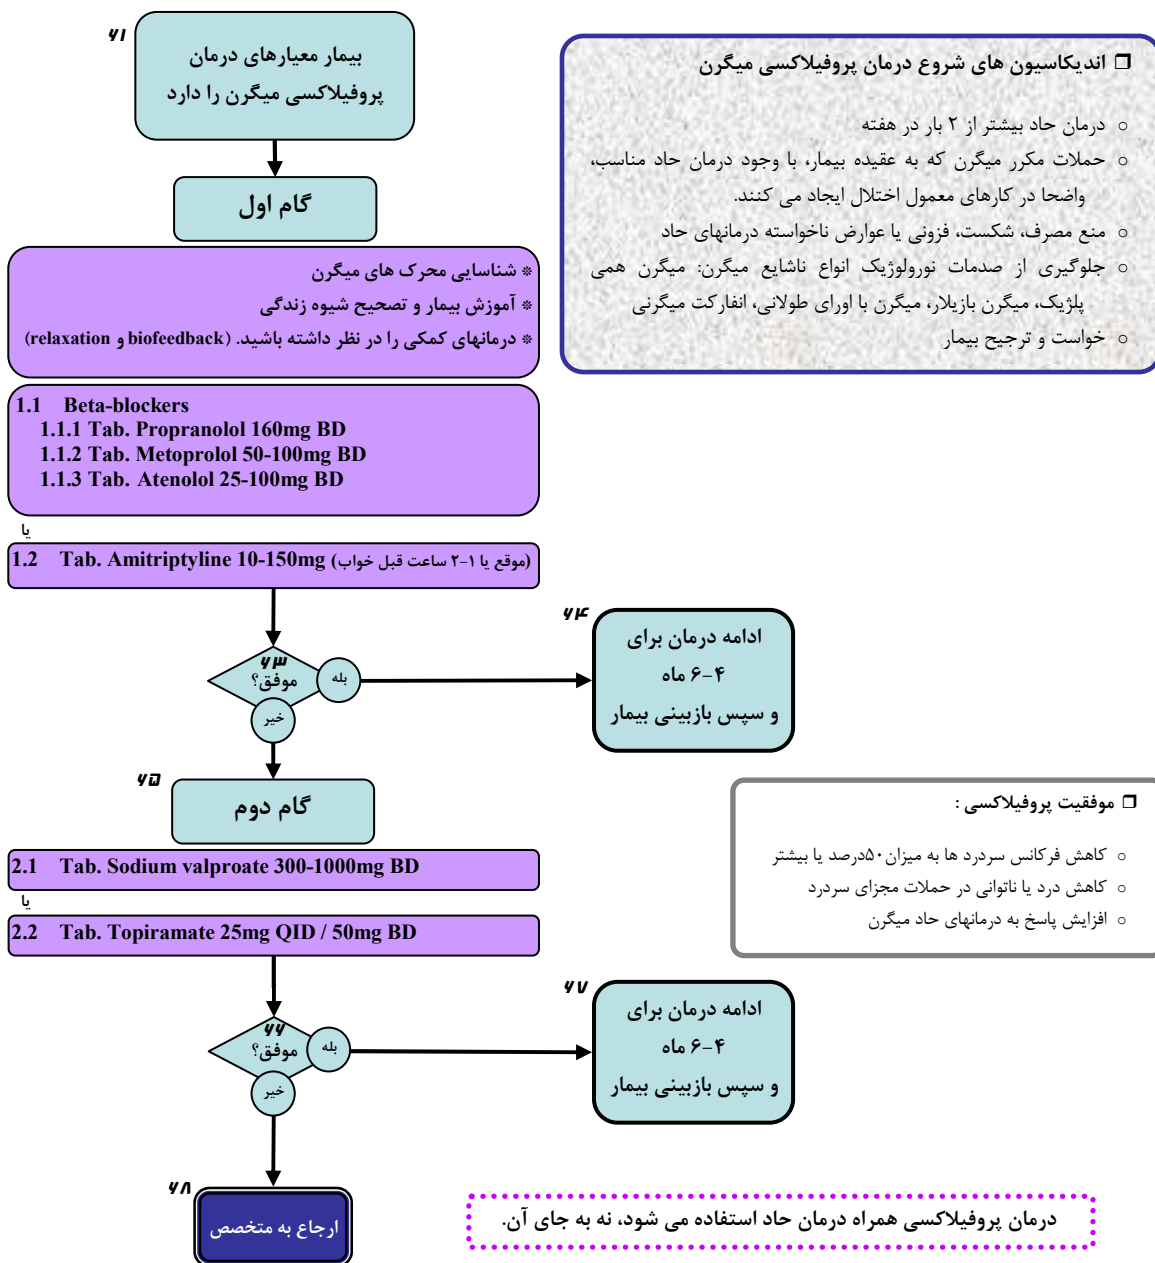 ۶۱
بیمار معیارهای درمان
پروفیلاکسی میگرن را دارد
❒ اندیکاسیون های شروع درمان پروفیلاکسی میگرن
○ درمان حاد بیشتر از ۲ بار در هفته
○ حملات مکرر میگرن که به عقیده بیمار، با وجود درمان حاد مناسب،
واضحا در کارهای معمول اختلال ایجاد می کنند.
○ منع مصرف، شکست، فزونی یا عوارض ناخواسته درمانهای حاد
○ جلوگیری از صدمات نورولوژیک انواع ناشایع میگرن: میگرن همی
پلژیک، میگرن بازیلار، میگرن با اورای طولانی، انفارکت میگرنی
○ خواست و ترجیح بیمار
گام اول
* شناسایی محرک های میگرن
* آموزش بیمار و تصحیح شیوه زندگی
* درمانهای کمکی را در نظر داشته باشید. (biofeedback و relaxation)
1.1 Beta-blockers
1.1.1 Tab. Propranolol 160mg BD
1.1.2 Tab. Metoprolol 50-100mg BD
1.1.3 Tab. Atenolol 25-100mg BD
یا
1.2 Tab. Amitriptyline 10-150mg (موقع یا ۱-۲ ساعت قبل خواب)
۶۳
موفق؟
بله
خیر
۶۴
ادامه درمان برای
۴-۶ ماه
و سپس بازبینی بیمار
۶۵
گام دوم
❒ موفقیت پروفیلاکسی :
○ کاهش فرکانس سردرد ها به میزان ۵۰درصد یا بیشتر
○ کاهش درد یا ناتوانی در حملات مجزای سردرد
○ افزایش پاسخ به درمانهای حاد میگرن
2.1 Tab. Sodium valproate 300-1000mg BD
یا
2.2 Tab. Topiramate 25mg QID / 50mg BD
۶۶
موفق؟
بله
خیر
۶۷
ادامه درمان برای
۴-۶ ماه
و سپس بازبینی بیمار
۶۸
ارجاع به متخصص
درمان پروفیلاکسی همراه درمان حاد استفاده می شود، نه به جای آن.